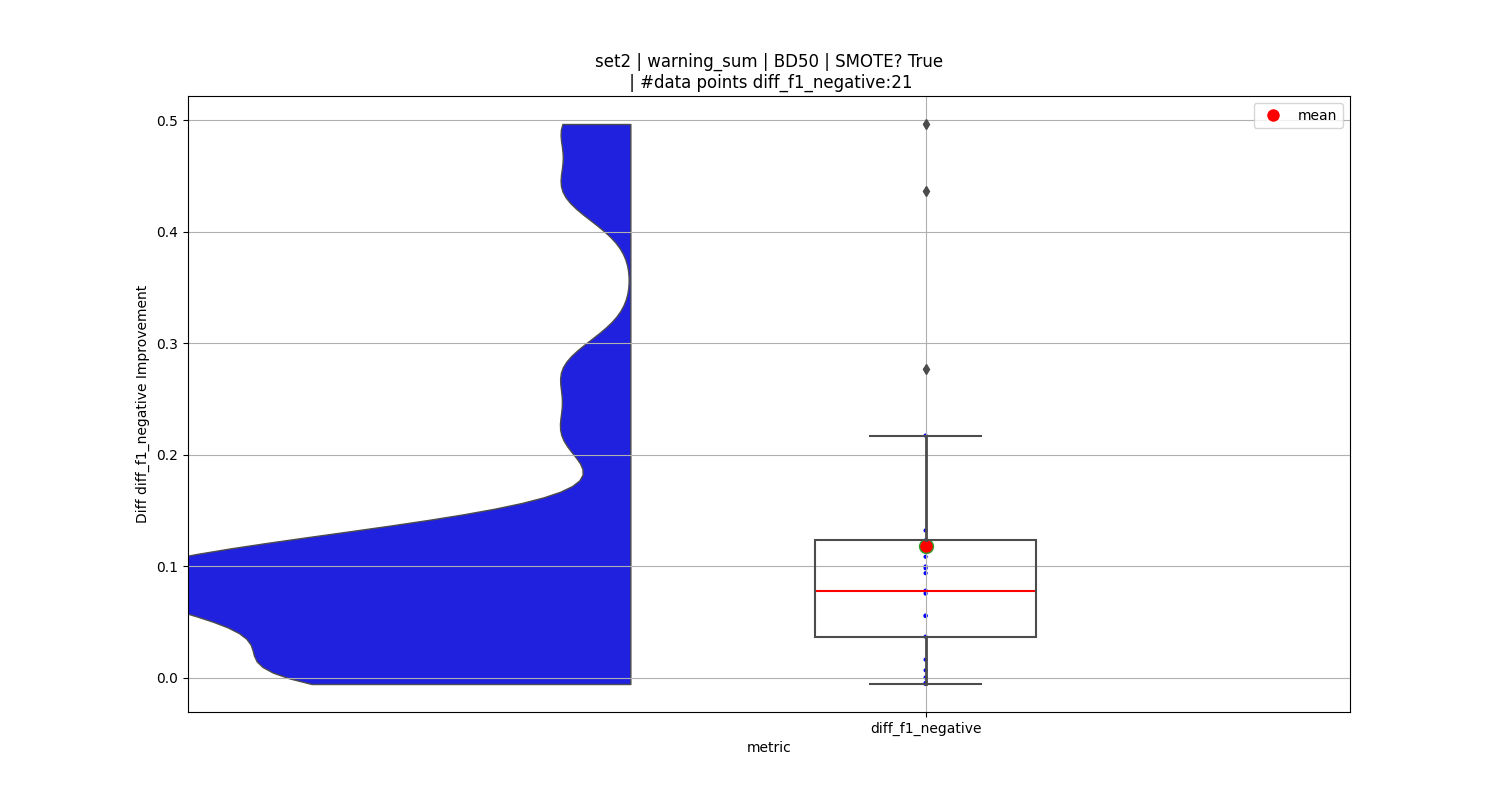 set2 | warning_sum | BD50 | SMOTE? True
| #data points diff_f1_negative:21
mean
0.5
0.4
0.3
0.2
0.1
0.0
Diff diff_f1_negative Improvement
diff_f1_negative
metric